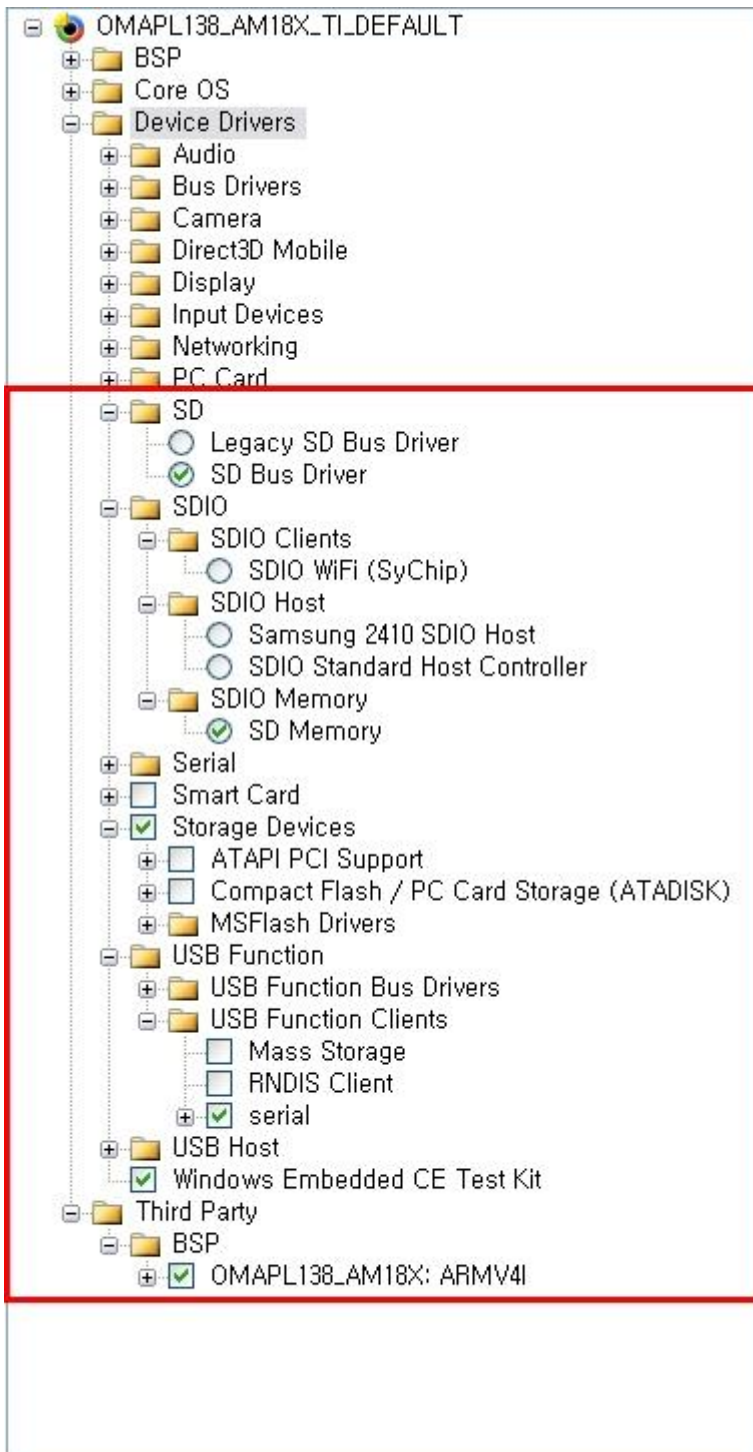 OMAPL138_AM18X_TI_DEFAULT
BSP
Core OS
Device Drivers
Audio
Bus Drivers
Camera
Direct3D Mobile
Display
Input Devices
Networking
PC Card
SD
Legacy SD Bus Driver
SD Bus Driver
SDIO
SDIO Clients
SDIO WiFi (SyChip)
SDIO Host
Samsung 2410 SDIO Host
SDIO Standard Host Controller
SDIO Memory
SD Memory
Serial
Smart Card
Storage Devices
ATAPI PCI Support
Compact Flash / PC Card Storage (ATADISK)
MSFlash Drivers
USB Function
USB Function Bus Drivers
USB Function Clients
Mass Storage
RNDIS Client
serial
USB Host
Windows Embedded CE Test Kit
Third Party
BSP
OMAPL138_AM18X: ARMV4I